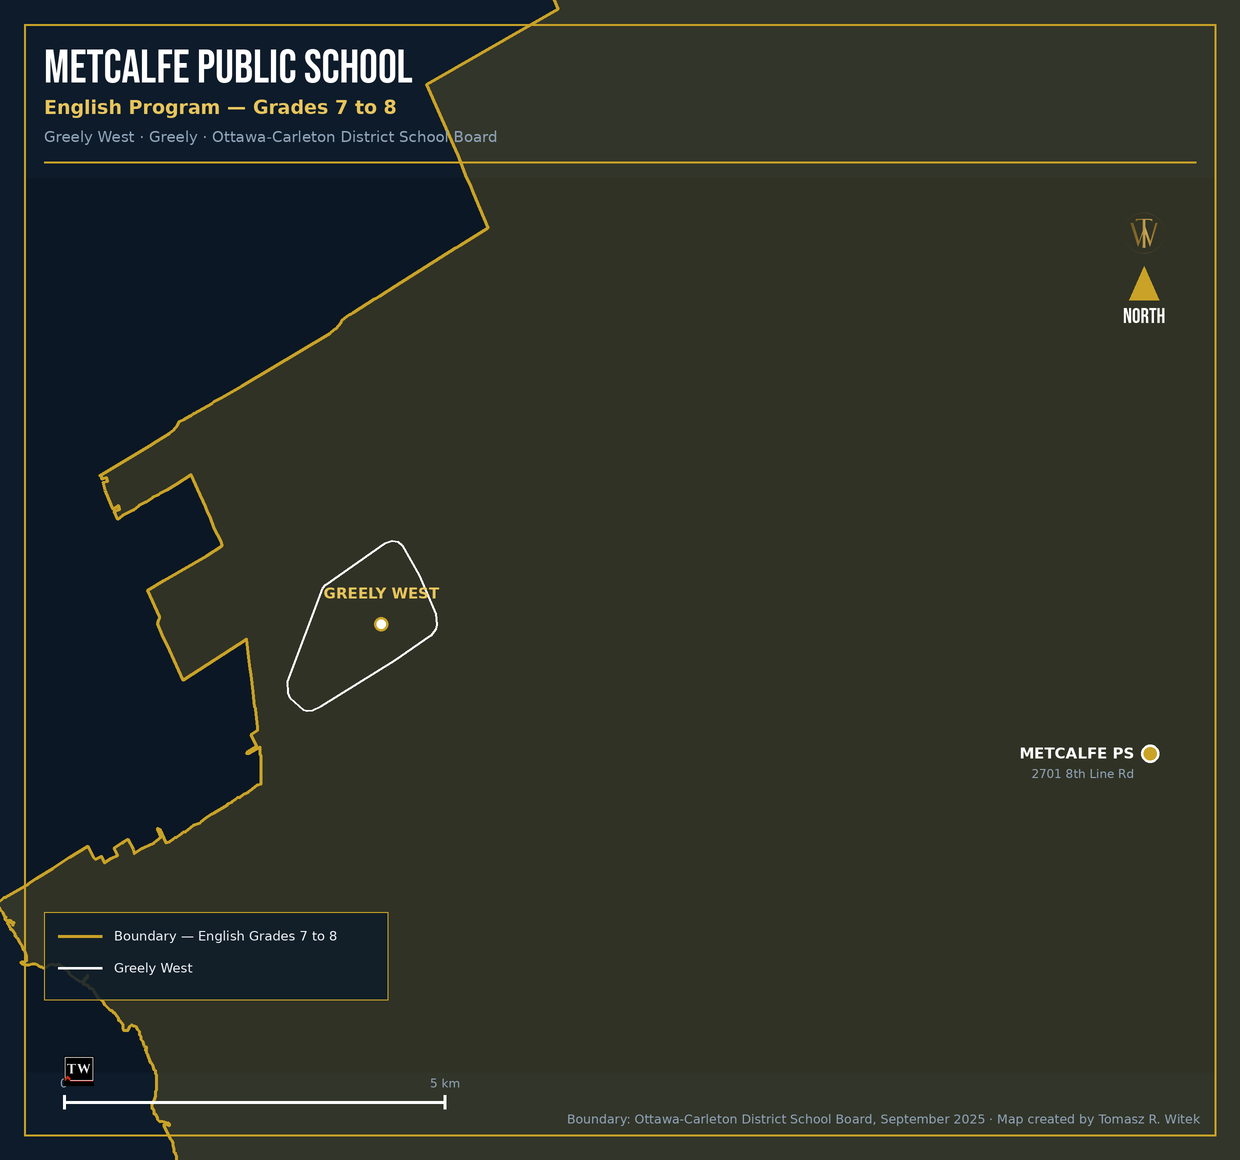 METCALFE PUBLIC SCHOOL
English Program — Grades 7 to 8
Greely West · Greely · Ottawa-Carleton District School Board
TW
NORTH
GREELY WEST
METCALFE PS
2701 8th Line Rd
Boundary — English Grades 7 to 8
Greely West
TW
0
5 km
Boundary: Ottawa-Carleton District School Board, September 2025 · Map created by Tomasz R. Witek